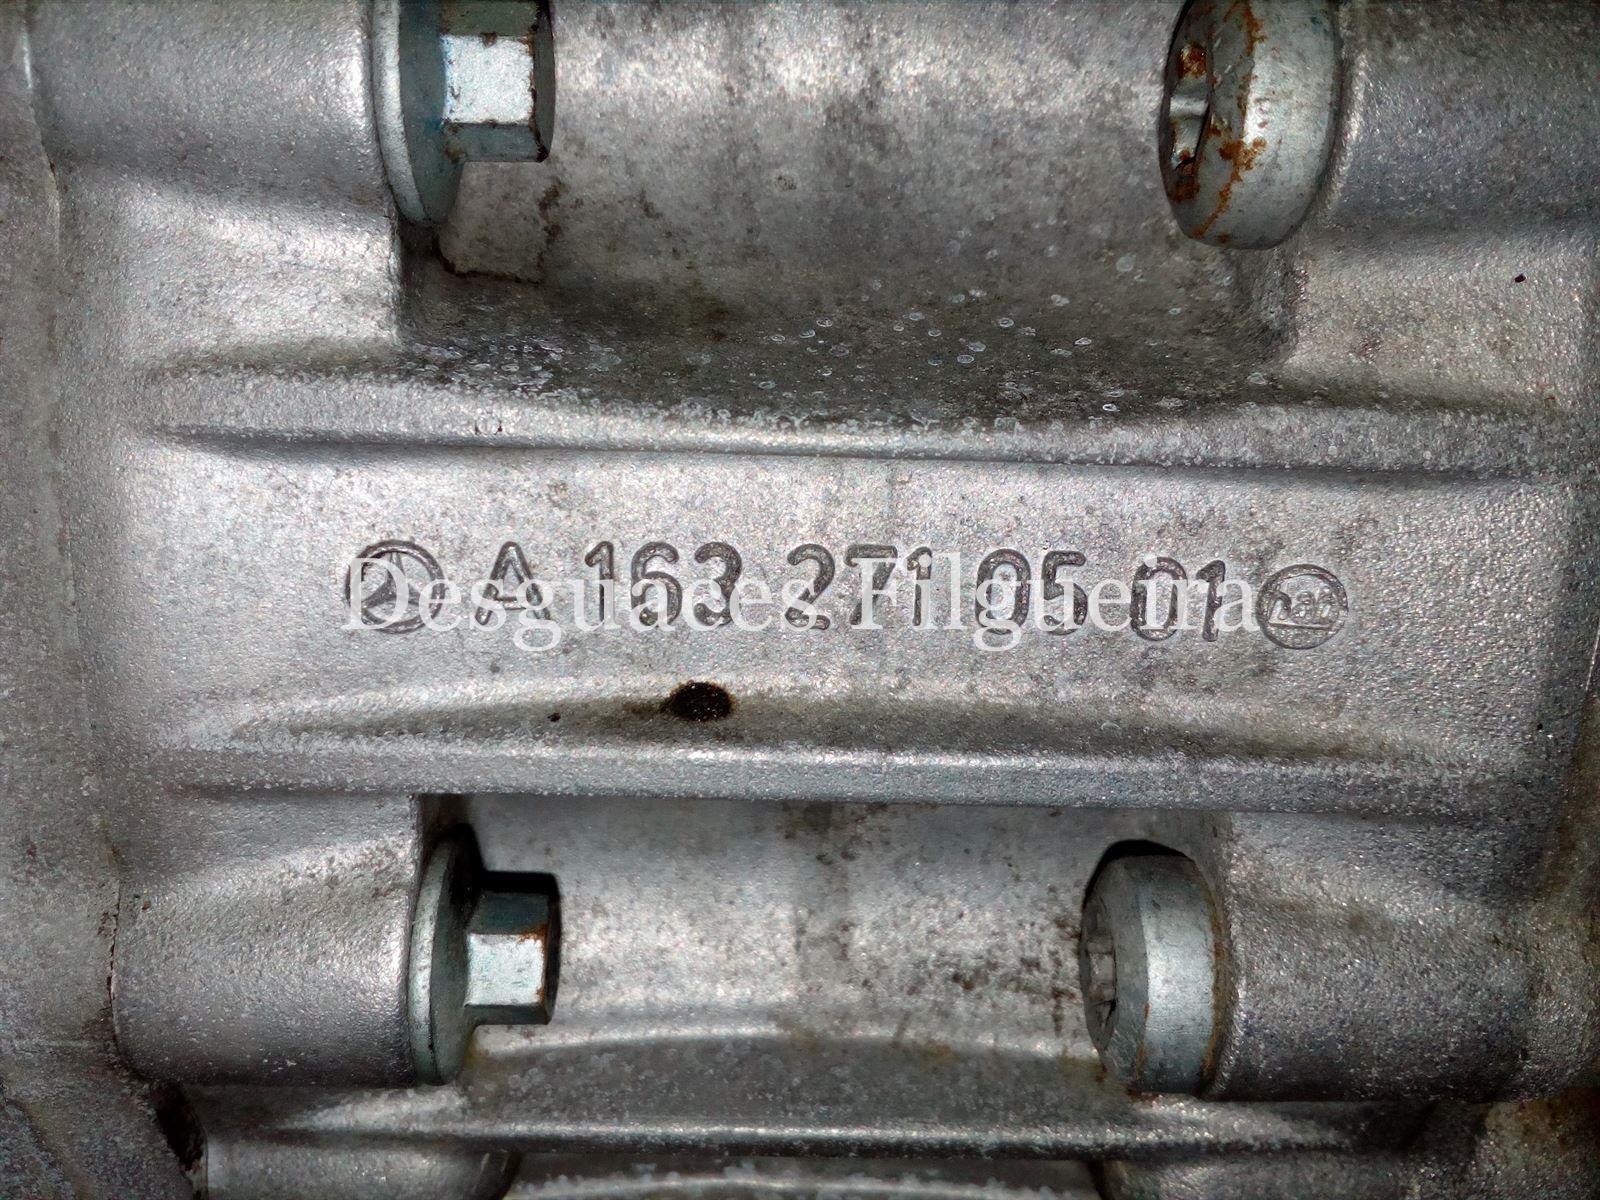 A 163 271 05 01
Desguaces Filgueira